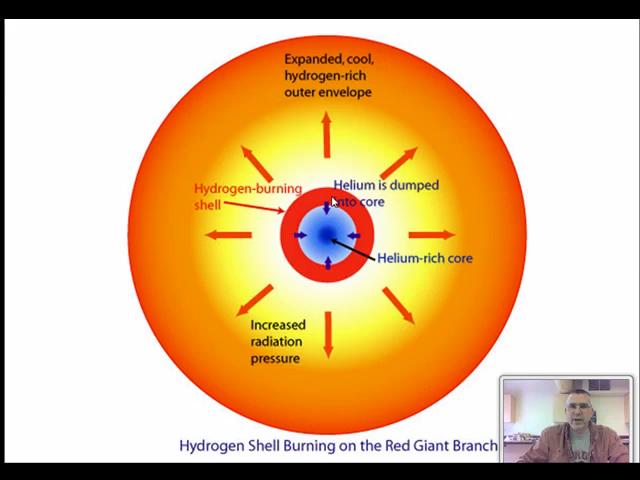 Expanded, cool,
hydrogen-rich
outer envelope
Hydrogen-burning
shell
Helium is dumped
into core
Helium-rich core
Increased
radiation
pressure
Hydrogen Shell Burning on the Red Giant Branch